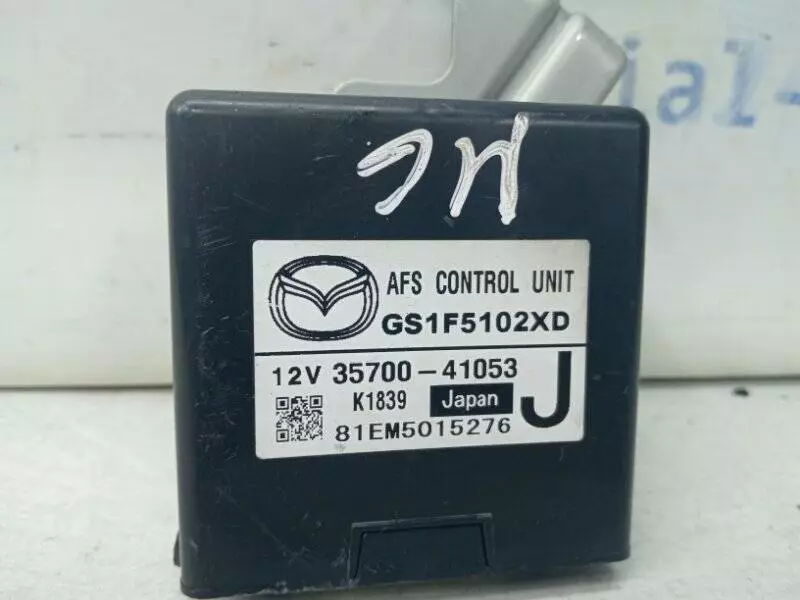 AFS CONTROL UNIT
GS1F5102XD
12V 35700-41053
K1839 Japan J
81EM5015276